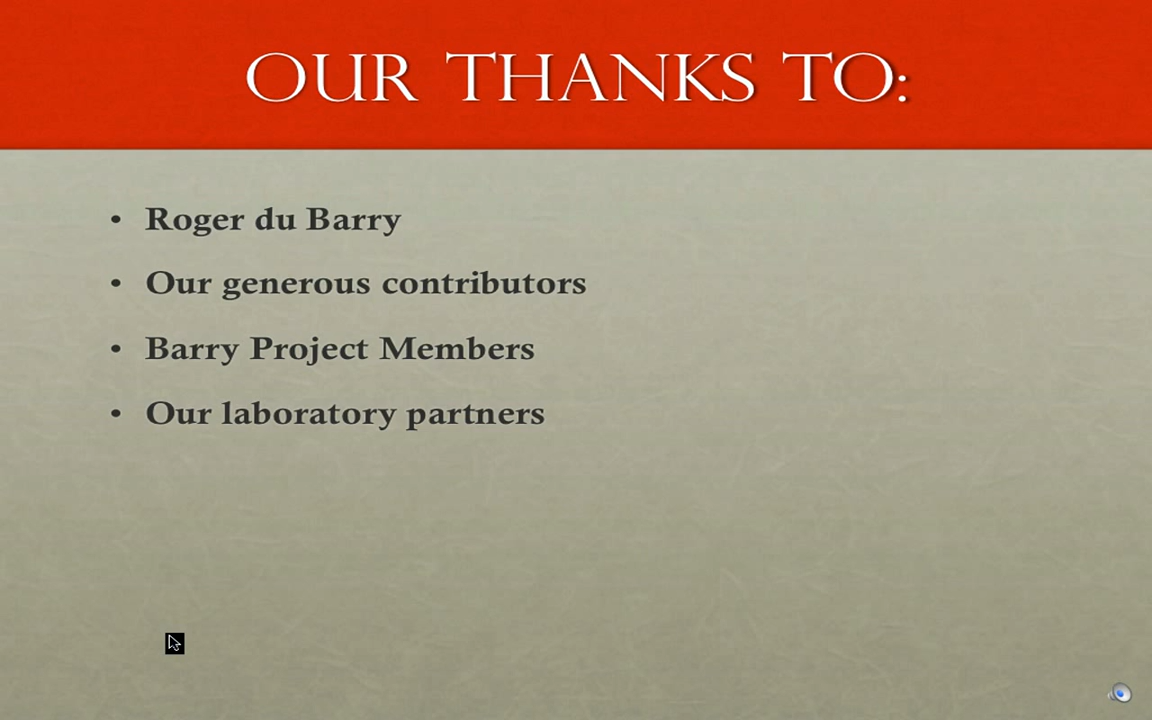 OUR THANKS TO:
• Roger du Barry
• Our generous contributors
• Barry Project Members
• Our laboratory partners